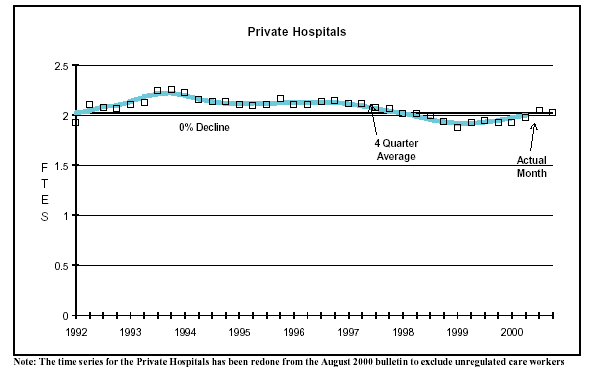 Private Hospitals
2.5
2
0% Decline
4 Quarter
Average
Actual
Month
F
T
E
S
1.5
1
0.5
0
1992 1993 1994 1995 1996 1997 1998 1999 2000
Note: The time series for the Private Hospitals has been redone from the August 2000 bulletin to exclude unregulated care workers